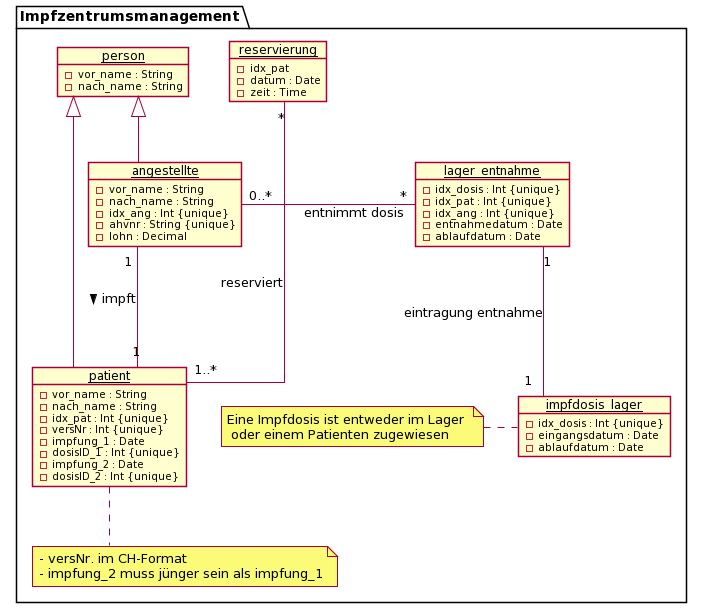 Impfzentrumsmanagement
person
vor_name : String
nach_name : String
reservierung
idx_pat
datum : Date
zeit : Time
*
angestellte
vor_name : String
nach_name : String
idx_ang : Int {unique}
ahvnr : String {unique}
lohn : Decimal
0..*
*
entnimmt dosis
lager_entnahme
idx_dosis : Int {unique}
idx_pat : Int {unique}
idx_ang : Int {unique}
entnahmedatum : Date
ablaufdatum : Date
1
1
reserviert
impft
eintragung entnahme
1
1..*
1
patient
vor_name : String
nach_name : String
idx_pat : Int {unique}
versNr : Int {unique}
impfung_1 : Date
dosisID_1 : Int {unique}
impfung_2 : Date
dosisID_2 : Int {unique}
Eine Impfdosis ist entweder im Lager
oder einem Patienten zugewiesen
impfdosis_lager
idx_dosis : Int {unique}
eingangsdatum : Date
ablaufdatum : Date
- versNr. im CH-Format
- impfung_2 muss jünger sein als impfung_1